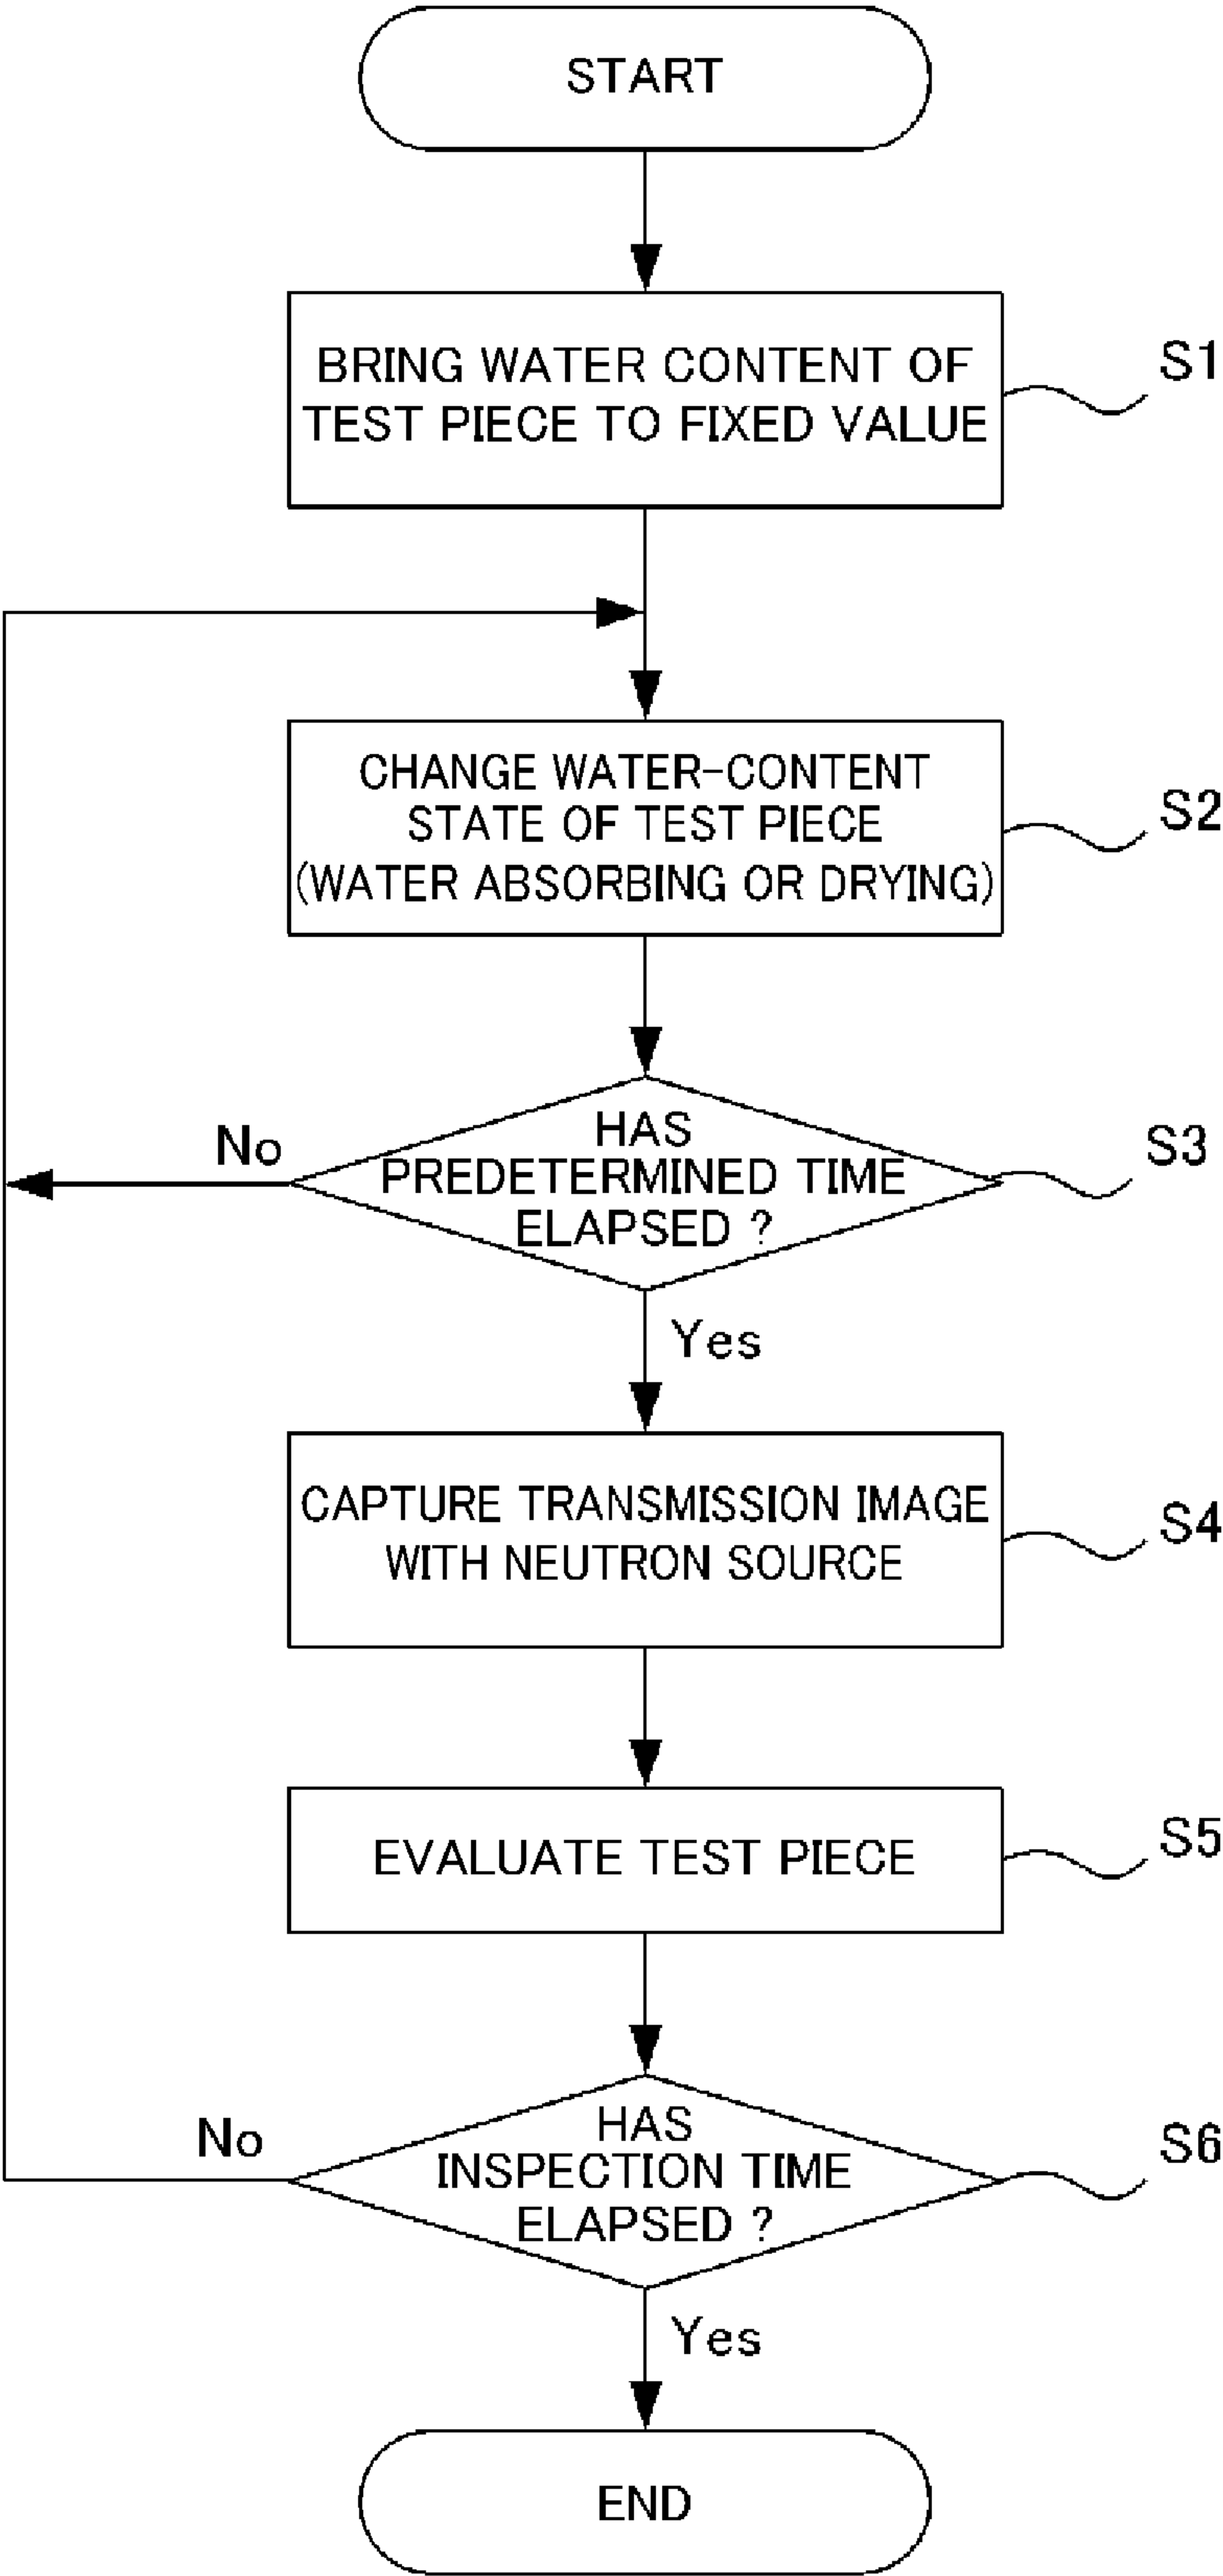 START
BRING WATER CONTENT OF
TEST PIECE TO FIXED VALUE
S1
CHANGE WATER-CONTENT
STATE OF TEST PIECE
(WATER ABSORBING OR DRYING)
S2
HAS
PREDETERMINED TIME
ELAPSED ?
S3
No
Yes
CAPTURE TRANSMISSION IMAGE
WITH NEUTRON SOURCE
S4
EVALUATE TEST PIECE
S5
HAS
INSPECTION TIME
ELAPSED ?
S6
No
Yes
END